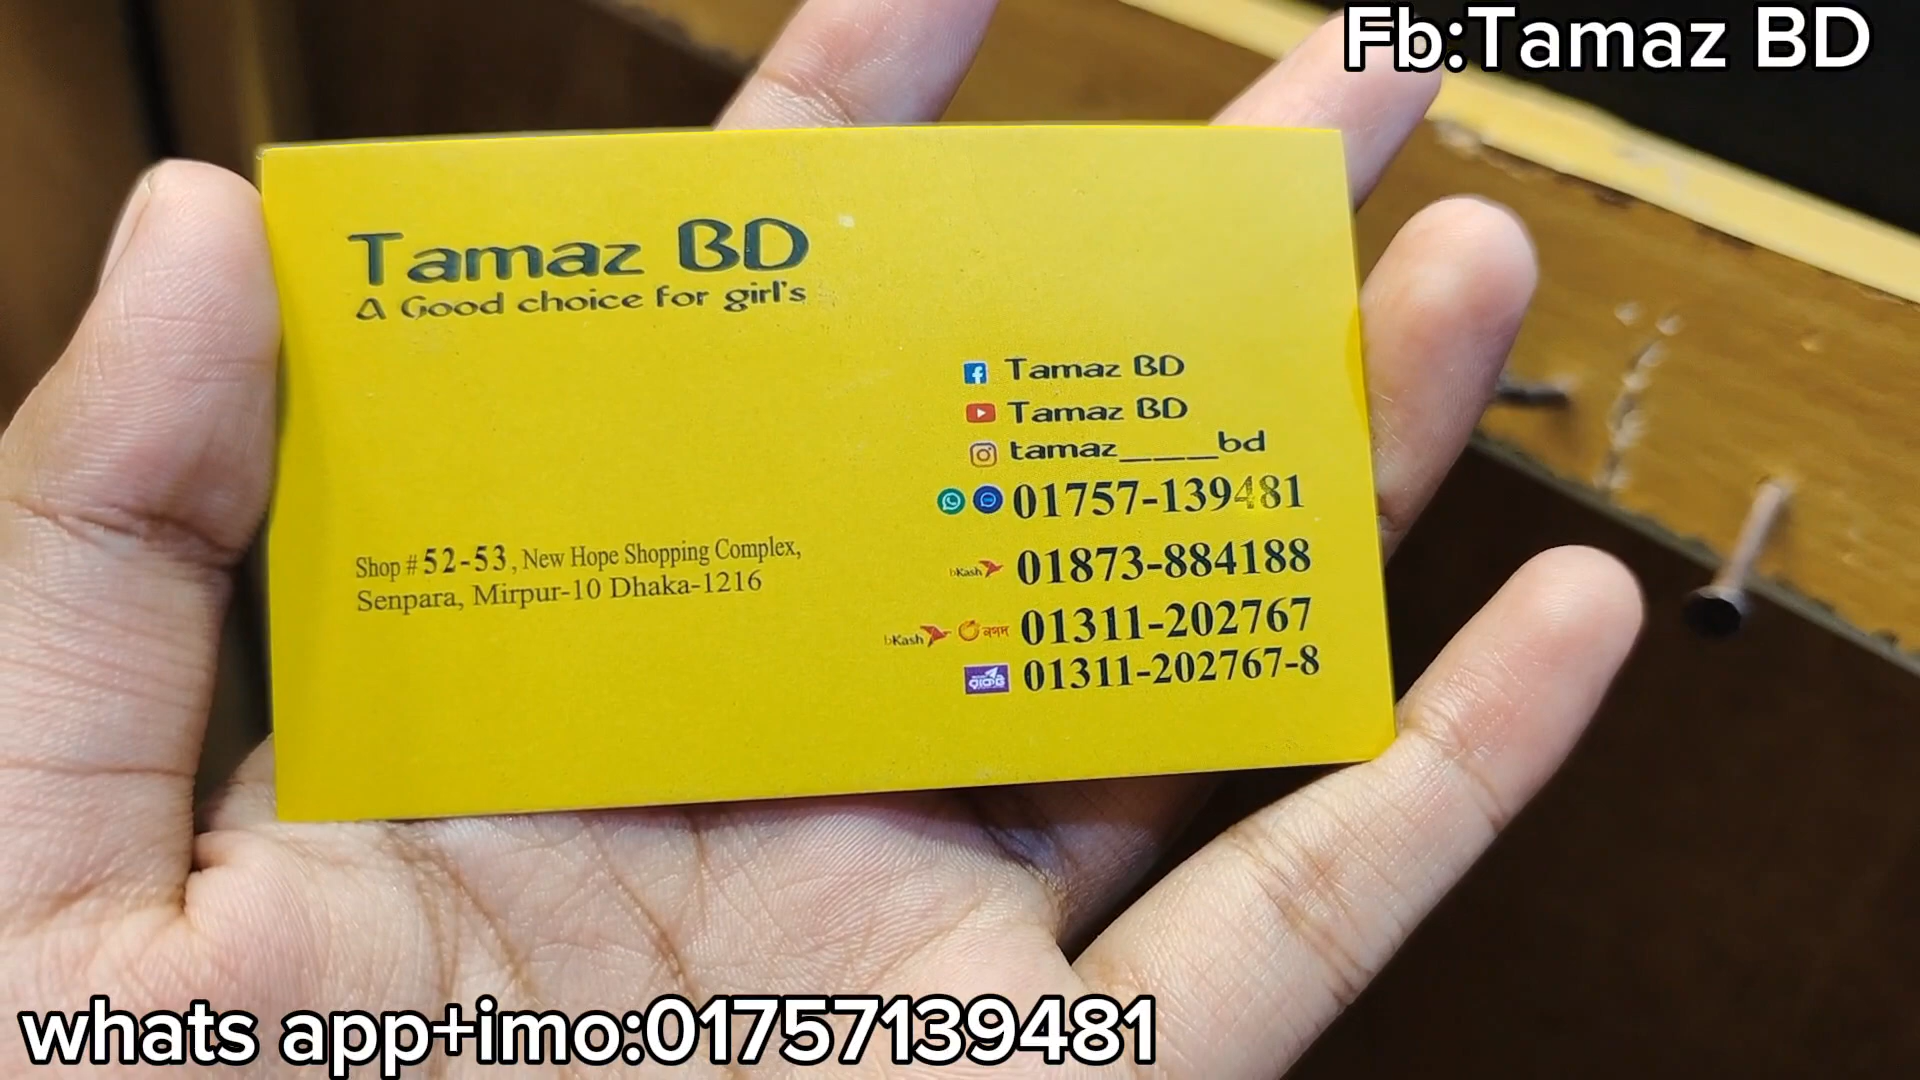 Fb:Tamaz BD
Tamaz BD
A Good choice for girl's
Tamaz BD
Tamaz BD
tamaz____bd
01757-139481
Shop # 52-53, New Hope Shopping Complex,
Senpara, Mirpur-10 Dhaka-1216
bKash 01873-884188
bKash নগদ 01311-202767
01311-202767-8
whats app+imo:01757139481